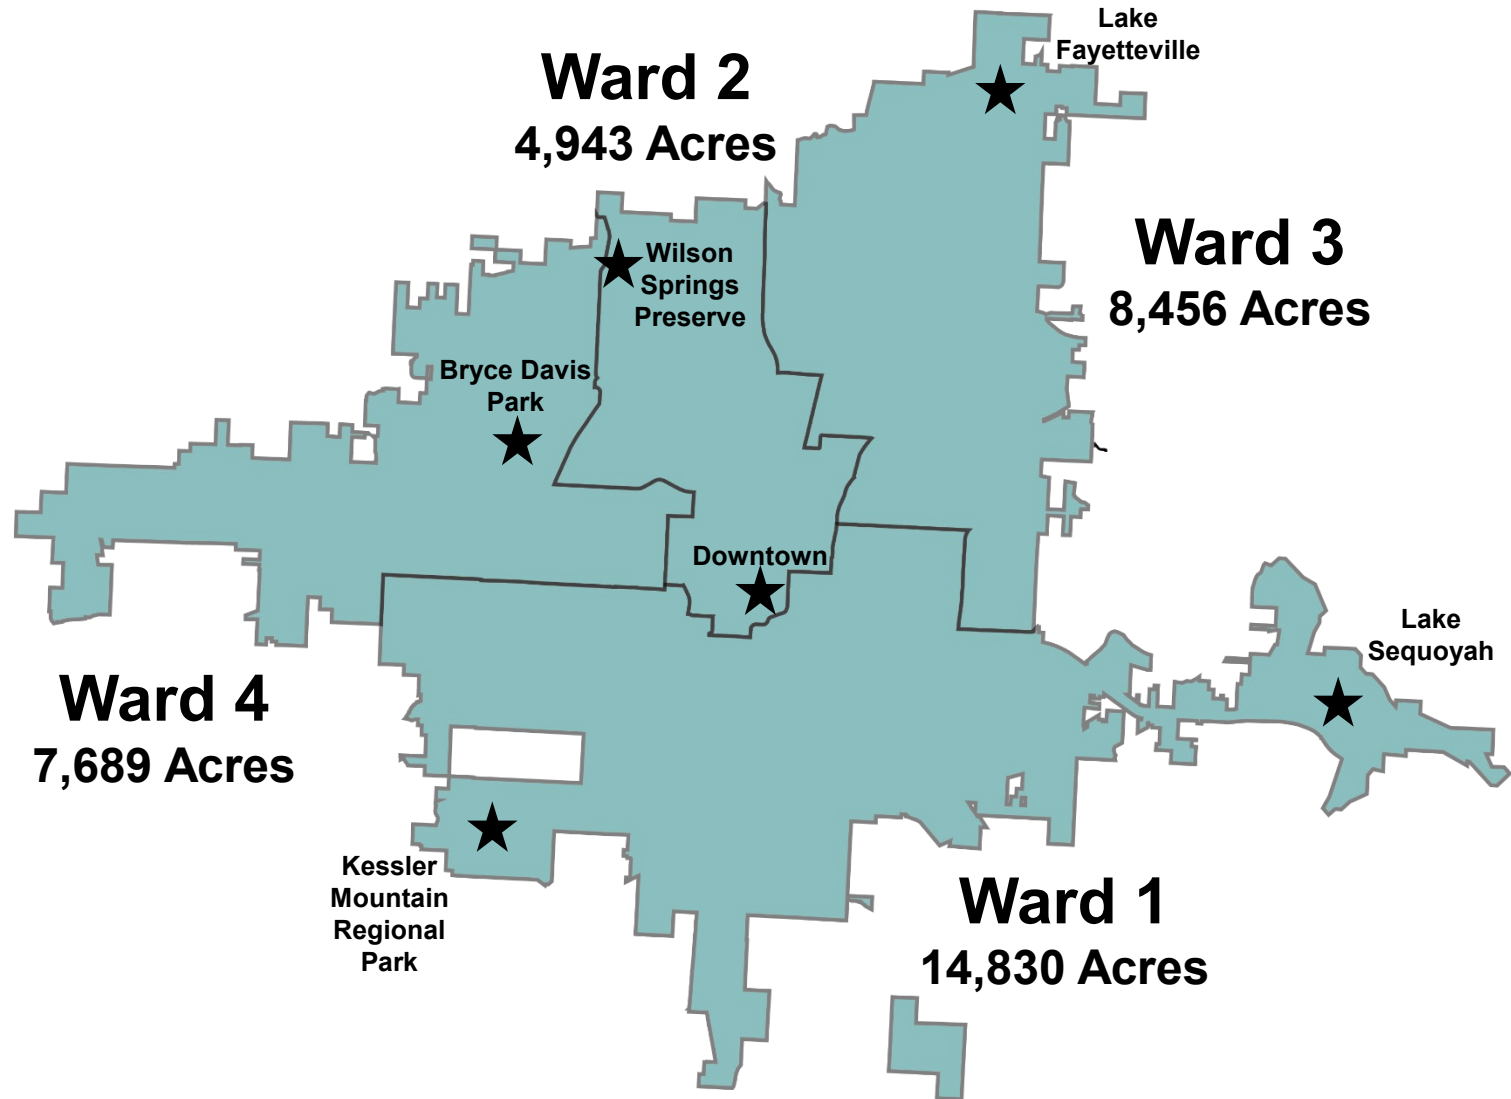 Lake
Fayetteville
Ward 2
4,943 Acres
Ward 3
8,456 Acres
Wilson
Springs
Preserve
Bryce Davis
Park
Downtown
Lake
Sequoyah
Ward 4
7,689 Acres
Kessler
Mountain
Regional
Park
Ward 1
14,830 Acres